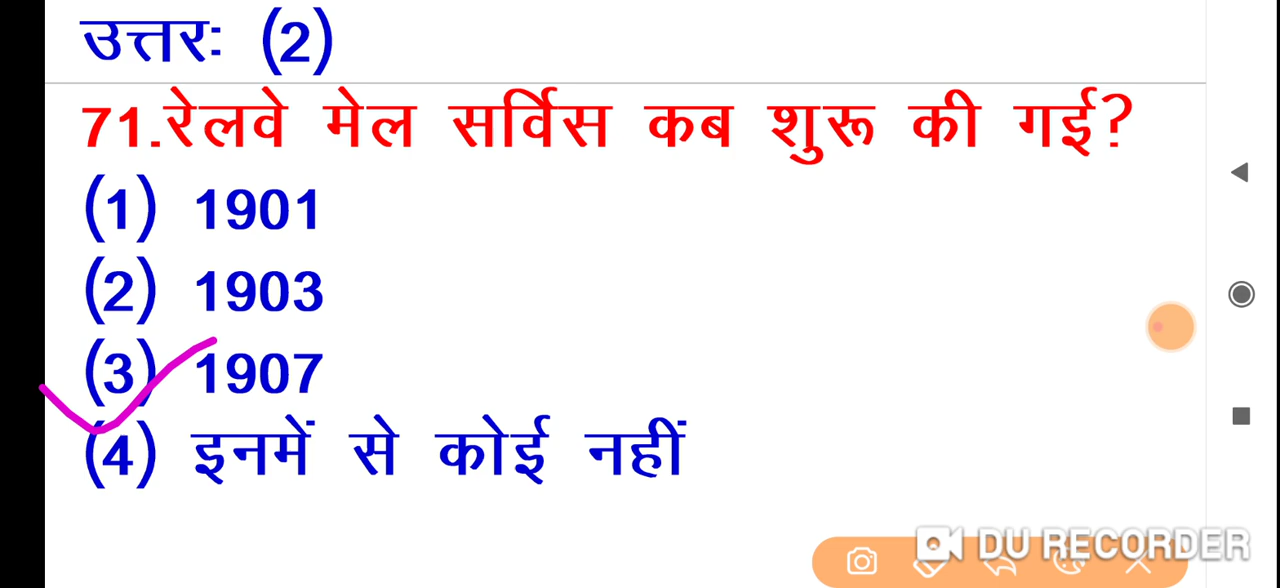 उत्तरः (2)
71.रेलवे मेल सर्विस कब शुरू की गई?
(1) 1901
(2) 1903
(3) 1907
(4) इनमें से कोई नहीं
DU RECORDER